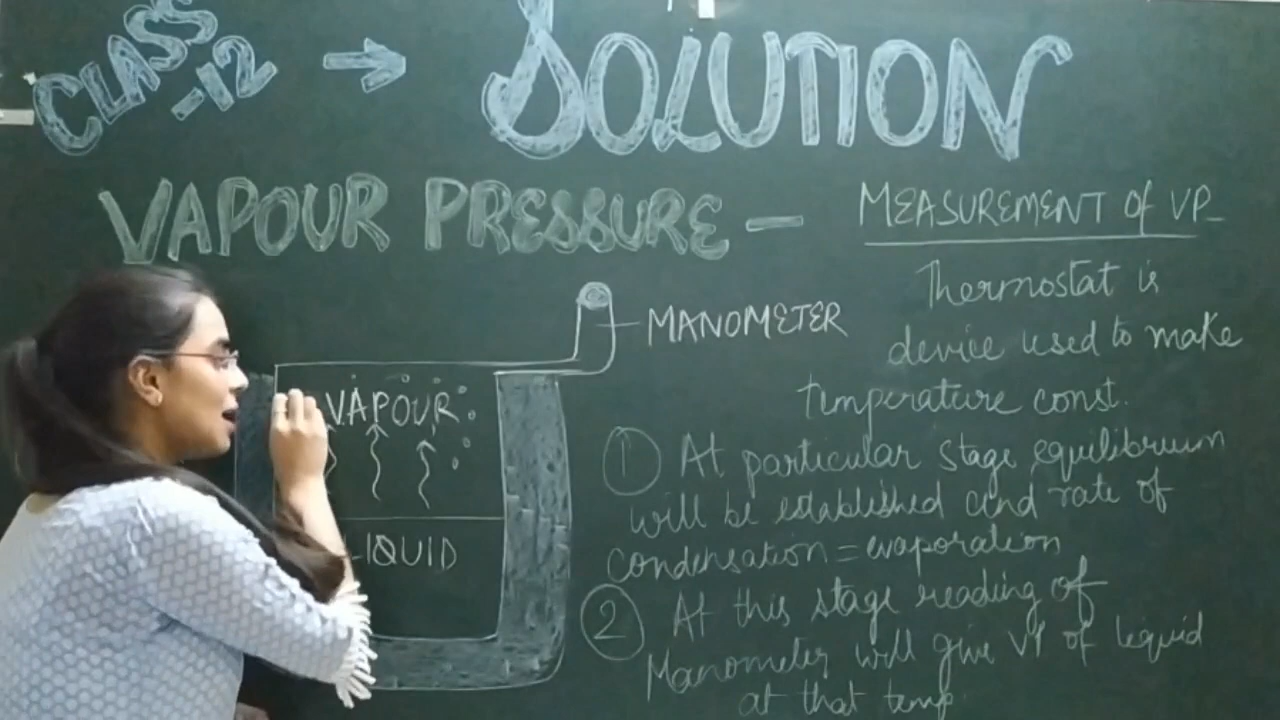 CLASS -12 → SOLUTION
VAPOUR PRESSURE —
MEASUREMENT Of VP
Thermostat is
device used to make
temperature const.
MANOMETER
VAPOUR
LIQUID
① At particular stage equilibrium
will be established and rate of
condensation = evaporation
② At this stage reading of
Manometer will give VP of liquid
at that temp